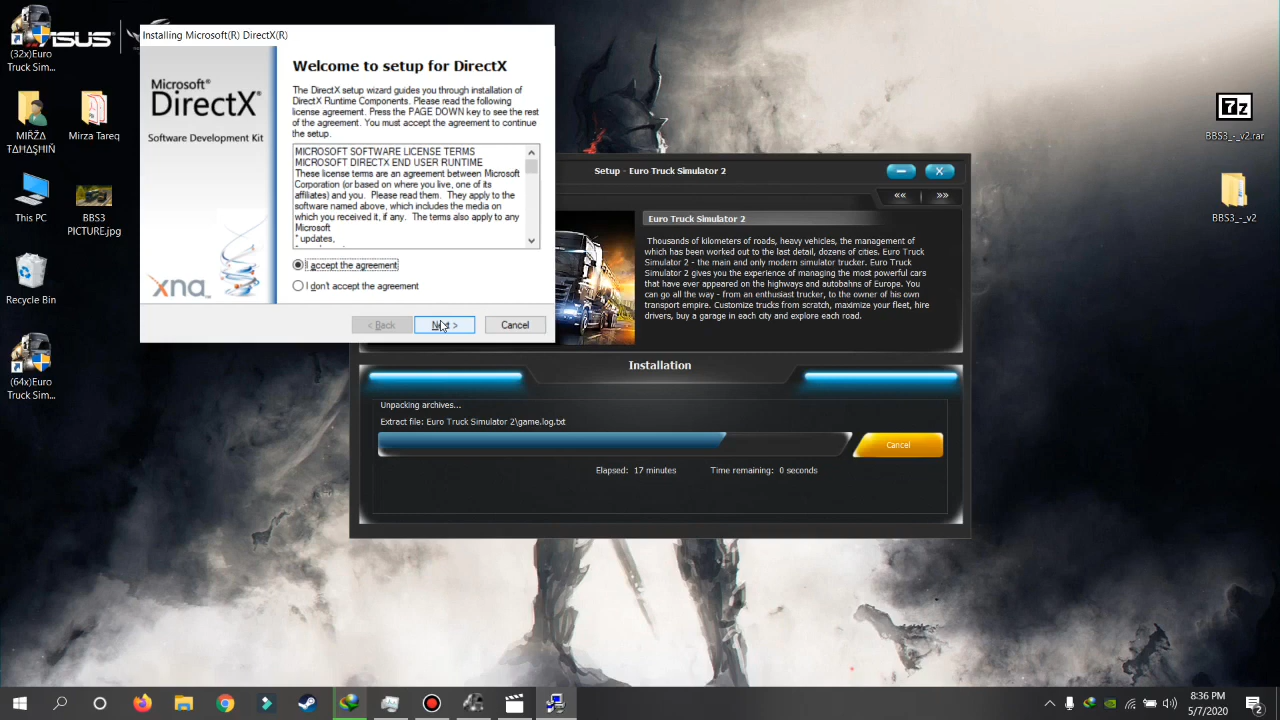 (32x)Euro
Truck Sim...
MIRZA
TAHASHIN
Mirza Tareq
This PC
BBS3
PICTURE.jpg
Recycle Bin
(64x)Euro
Truck Sim...
Installing Microsoft(R) DirectX(R)
Microsoft®
DirectX®
Software Development Kit
xna
Welcome to setup for DirectX
The DirectX setup wizard guides you through installation of
DirectX Runtime Components. Please read the following
license agreement. Press the PAGE DOWN key to see the rest
of the agreement. You must accept the agreement to continue
the setup.
MICROSOFT SOFTWARE LICENSE TERMS
MICROSOFT DIRECTX END USER RUNTIME
These license terms are an agreement between Microsoft
Corporation (or based on where you live, one of its
affiliates) and you. Please read them. They apply to the
software named above, which includes the media on
which you received it, if any. The terms also apply to any
Microsoft
* updates,
I accept the agreement
I don't accept the agreement
< Back
Next >
Cancel
Setup - Euro Truck Simulator 2
X
<<
>>
Euro Truck Simulator 2
Thousands of kilometers of roads, heavy vehicles, the management of
which has been worked out to the last detail, dozens of cities. Euro Truck
Simulator 2 - the main and only modern simulator trucker. Euro Truck
Simulator 2 gives you the experience of managing the most powerful cars
that have ever appeared on the highways and autobahns of Europe. You
can go all the way - from an enthusiast trucker, to the owner of his own
transport empire. Customize trucks from scratch, maximize your fleet, hire
drivers, buy a garage in each city and explore each road.
Installation
Unpacking archives...
Extract file: Euro Truck Simulator 2\game.log.txt
Cancel
Elapsed: 17 minutes
Time remaining: 0 seconds
7z
BBS3_-_v2.rar
BBS3_-_v2
8:36 PM
5/7/2020
2